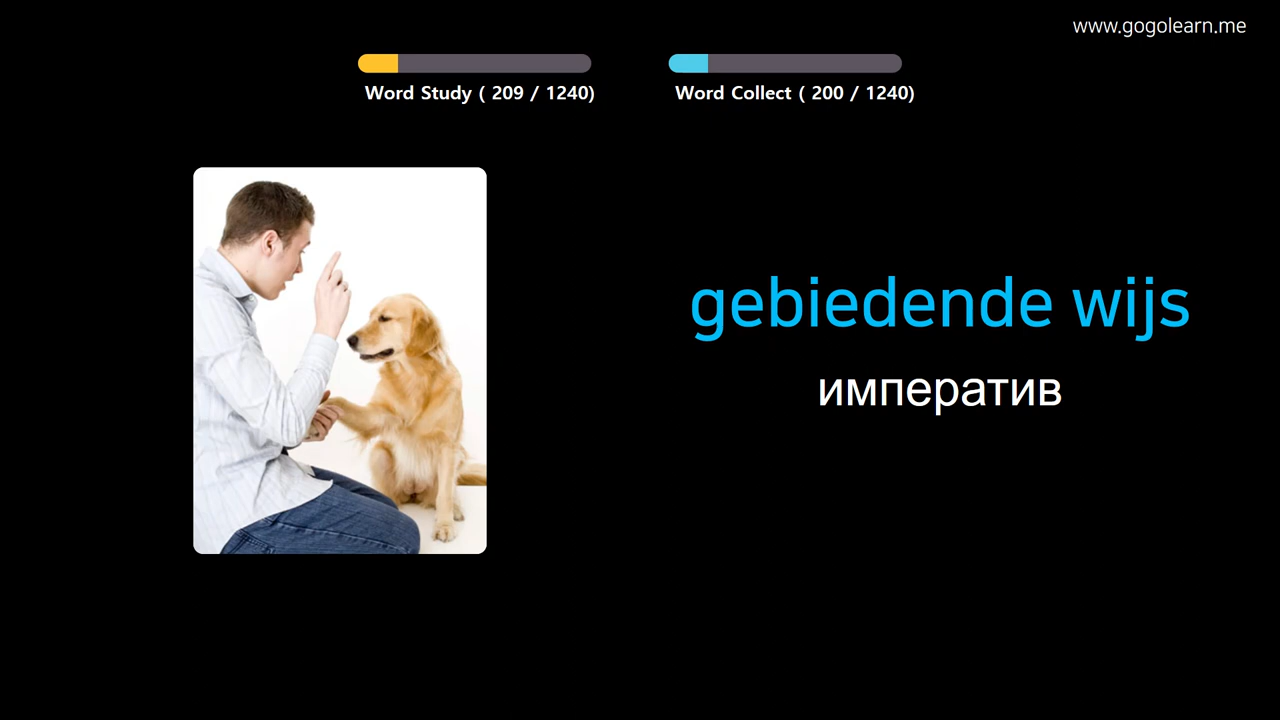 www.gogolearn.me
Word Study ( 209 / 1240)
Word Collect ( 200 / 1240)
gebiedende wijs
императив